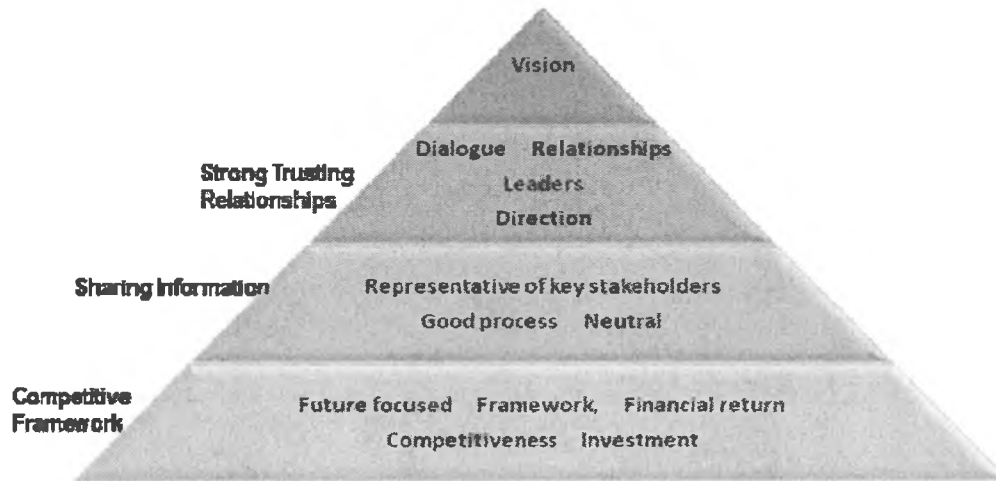 Vision
Strong Trusting
Relationships
Dialogue Relationships
Leaders
Direction
Sharing Information
Representative of key stakeholders
Good process Neutral
Competitive
Framework
Future focused Framework, Financial return
Competitiveness Investment